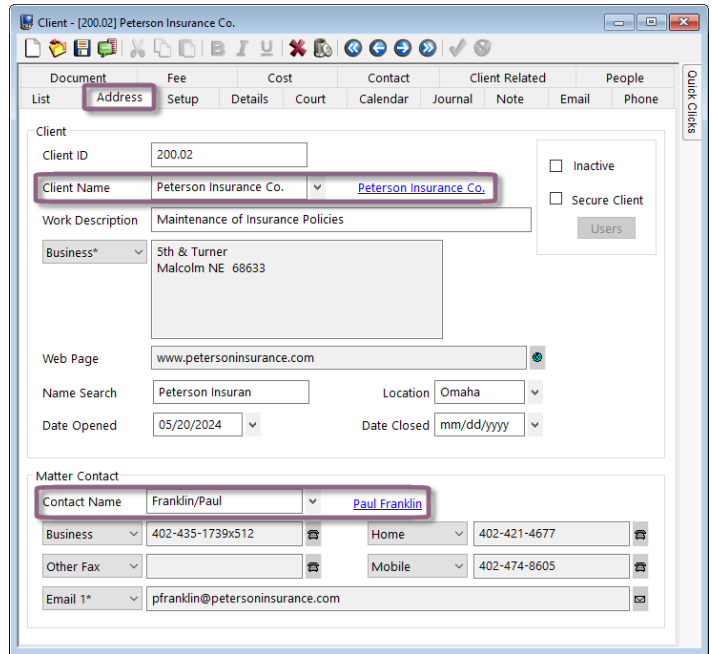 Client - [200.02] Peterson Insurance Co.
B I U
Document Fee Cost Contact Client Related People
List Address Setup Details Court Calendar Journal Note Email Phone
Quick Clicks
Client
Client ID 200.02
Inactive
Client Name Peterson Insurance Co. Peterson Insurance Co.
Secure Client
Work Description Maintenance of Insurance Policies
Users
Business* 5th & Turner
Malcolm NE 68633
Web Page www.petersoninsurance.com
Name Search Peterson Insuran Location Omaha
Date Opened 05/20/2024 Date Closed mm/dd/yyyy
Matter Contact
Contact Name Franklin/Paul Paul Franklin
Business 402-435-1739x512 Home 402-421-4677
Other Fax Mobile 402-474-8605
Email 1* pfranklin@petersoninsurance.com